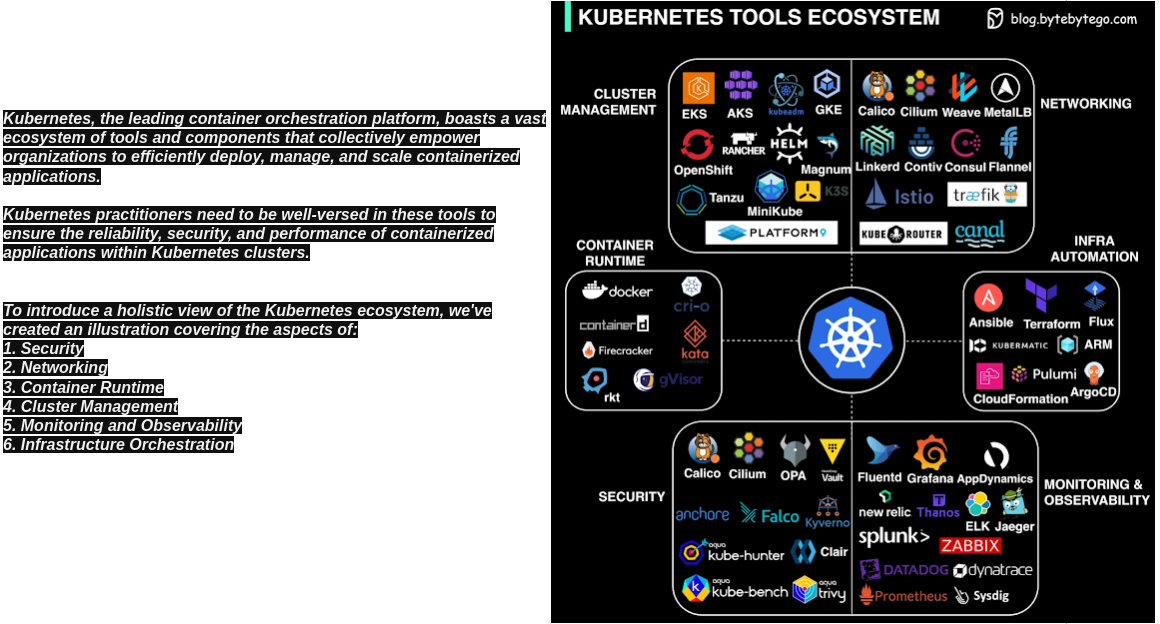 Kubernetes, the leading container orchestration platform, boasts a vast
ecosystem of tools and components that collectively empower
organizations to efficiently deploy, manage, and scale containerized
applications.
Kubernetes practitioners need to be well-versed in these tools to
ensure the reliability, security, and performance of containerized
applications within Kubernetes clusters.
To introduce a holistic view of the Kubernetes ecosystem, we've
created an illustration covering the aspects of:
1. Security
2. Networking
3. Container Runtime
4. Cluster Management
5. Monitoring and Observability
6. Infrastructure Orchestration
KUBERNETES TOOLS ECOSYSTEM
blog.bytebytego.com
CLUSTER
MANAGEMENT
EKS
AKS
kubeadm
GKE
OpenShift
RANCHER
HELM
Magnum
Tanzu
MiniKube
K3S
PLATFORM9
NETWORKING
Calico
Cilium
Weave
MetalLB
Linkerd
Contiv
Consul
Flannel
Istio
træfik
KUBE ROUTER
canal
CONTAINER
RUNTIME
docker
cri-o
containerd
Firecracker
kata
rkt
gVisor
INFRA
AUTOMATION
Ansible
Terraform
Flux
KUBERMATIC
ARM
CloudFormation
Pulumi
ArgoCD
SECURITY
Calico
Cilium
OPA
Vault
anchore
Falco
Kyverno
aqua
kube-hunter
Clair
aqua
kube-bench
aqua
trivy
MONITORING &
OBSERVABILITY
Fluentd
Grafana
AppDynamics
new relic
Thanos
ELK
Jaeger
splunk>
ZABBIX
DATADOG
dynatrace
Prometheus
Sysdig